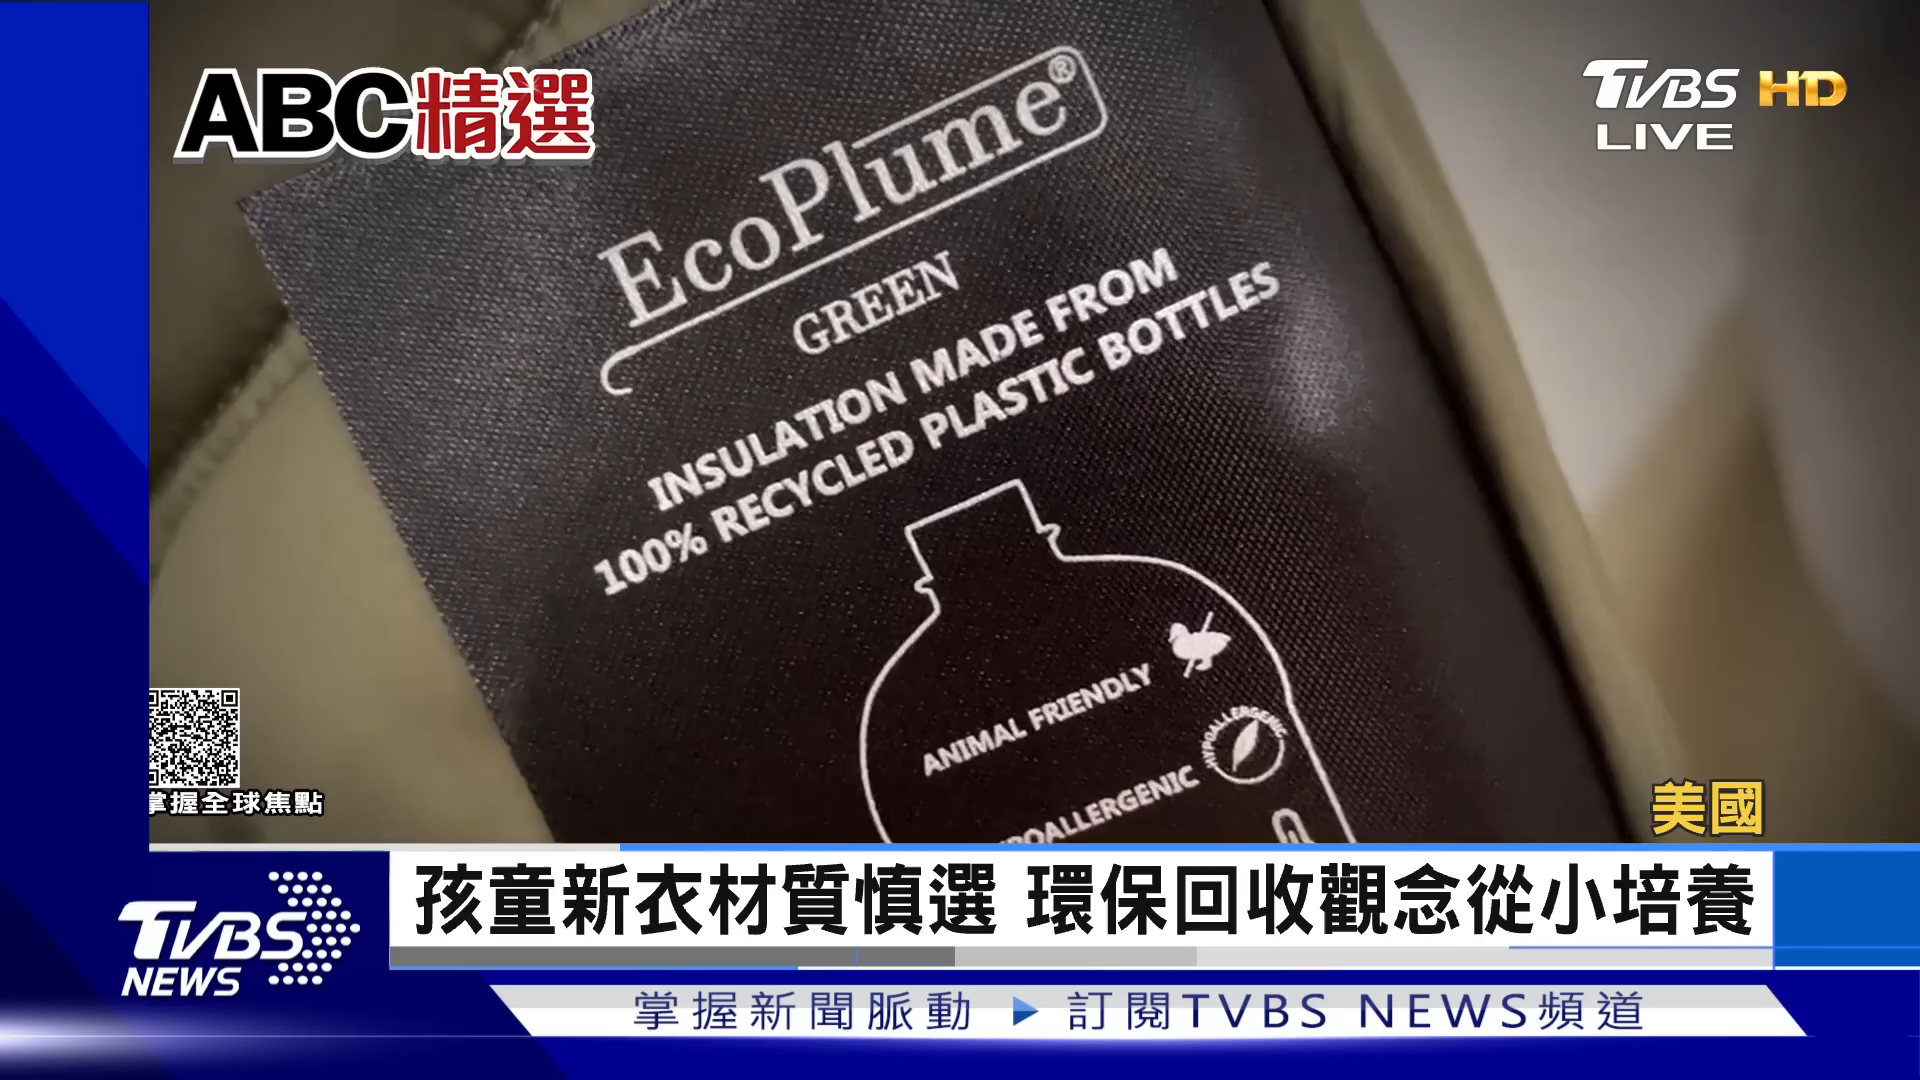 ABC精選
TVBS HD
LIVE
EcoPlume®
GREEN
INSULATION MADE FROM
100% RECYCLED PLASTIC BOTTLES
ANIMAL FRIENDLY
HYPOALLERGENIC
POALLERGENIC
掌握全球焦點
美國
孩童新衣材質慎選 環保回收觀念從小培養
TVBS
NEWS
掌握新聞脈動 ▶ 訂閱TVBS NEWS頻道